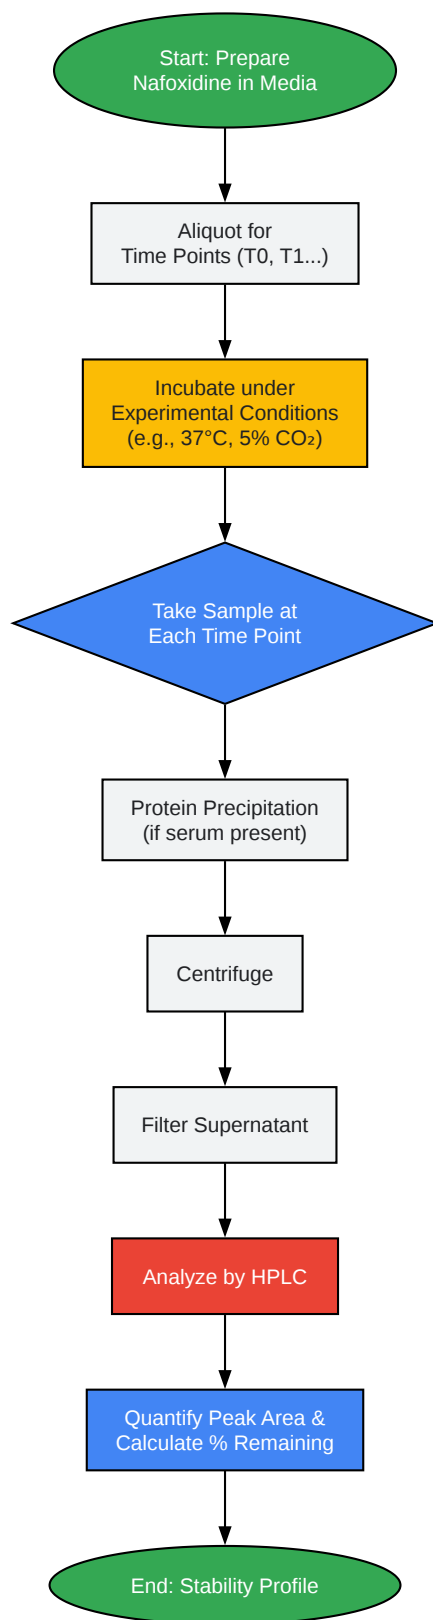 Start: Prepare
Nafoxidine in Media
Aliquot for
Time Points (T0, T1...)
Incubate under
Experimental Conditions
(e.g., 37°C, 5% CO₂)
Take Sample at
Each Time Point
Protein Precipitation
(if serum present)
Centrifuge
Filter Supernatant
Analyze by HPLC
Quantify Peak Area &
Calculate % Remaining
End: Stability Profile